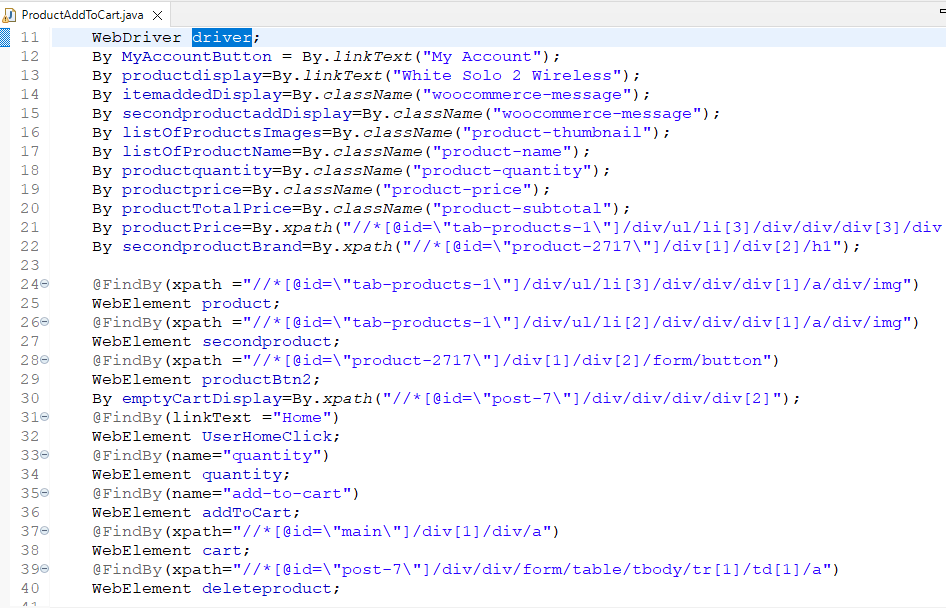 ProductAddToCart.java
11 WebDriver driver;
12 By MyAccountButton = By.linkText("My Account");
13 By productdisplay=By.linkText("White Solo 2 Wireless");
14 By itemaddedDisplay=By.className("woocommerce-message");
15 By secondproductaddDisplay=By.className("woocommerce-message");
16 By listOfProductsImages=By.className("product-thumbnail");
17 By listOfProductName=By.className("product-name");
18 By productquantity=By.className("product-quantity");
19 By productprice=By.className("product-price");
20 By productTotalPrice=By.className("product-subtotal");
21 By productPrice=By.xpath("//*[@id=\"tab-products-1\"]/div/ul/li[3]/div/div/div[3]/div
22 By secondproductBrand=By.xpath("//*[@id=\"product-2717\"]/div[1]/div[2]/h1");
23
24 @FindBy(xpath ="//*[@id=\"tab-products-1\"]/div/ul/li[3]/div/div/div[1]/a/div/img")
25 WebElement product;
26 @FindBy(xpath ="//*[@id=\"tab-products-1\"]/div/ul/li[2]/div/div/div[1]/a/div/img")
27 WebElement secondproduct;
28 @FindBy(xpath ="//*[@id=\"product-2717\"]/div[1]/div[2]/form/button")
29 WebElement productBtn2;
30 By emptyCartDisplay=By.xpath("//*[@id=\"post-7\"]/div/div/div/div[2]");
31 @FindBy(linkText ="Home")
32 WebElement UserHomeClick;
33 @FindBy(name="quantity")
34 WebElement quantity;
35 @FindBy(name="add-to-cart")
36 WebElement addToCart;
37 @FindBy(xpath="//*[@id=\"main\"]/div[1]/div/a")
38 WebElement cart;
39 @FindBy(xpath="//*[@id=\"post-7\"]/div/div/form/table/tbody/tr[1]/td[1]/a")
40 WebElement deleteproduct;